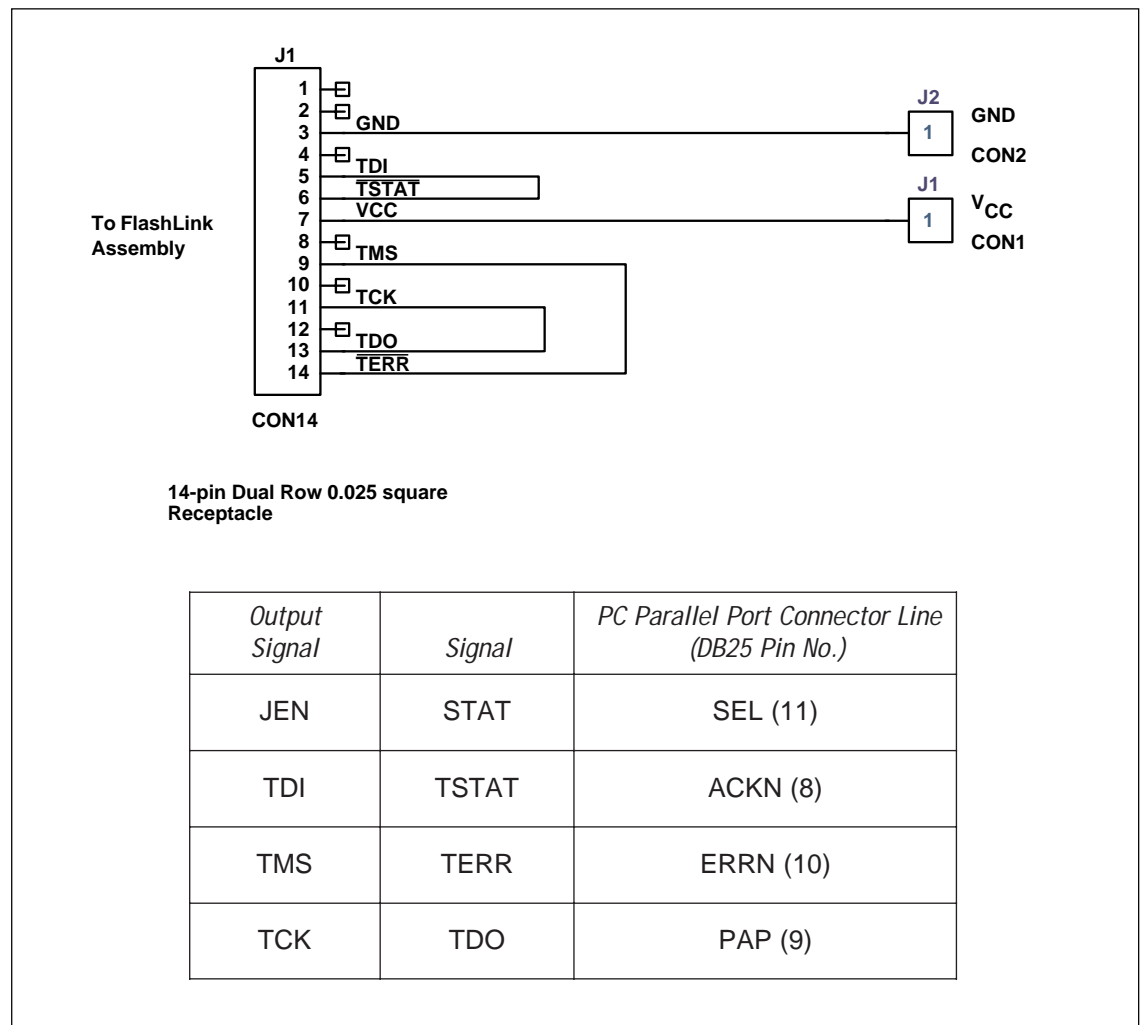 J1
1
2
GND
3
4
TDI
5
TSTAT
6
VCC
7
8
TMS
9
10
TCK
11
12
TDO
13
TERR
14
CON14
To FlashLink
Assembly
J2
1
GND
CON2
J1
1
VCC
CON1
14-pin Dual Row 0.025 square
Receptacle
Output Signal Signal PC Parallel Port Connector Line (DB25 Pin No.)
JEN STAT SEL (11)
TDI TSTAT ACKN (8)
TMS TERR ERRN (10)
TCK TDO PAP (9)